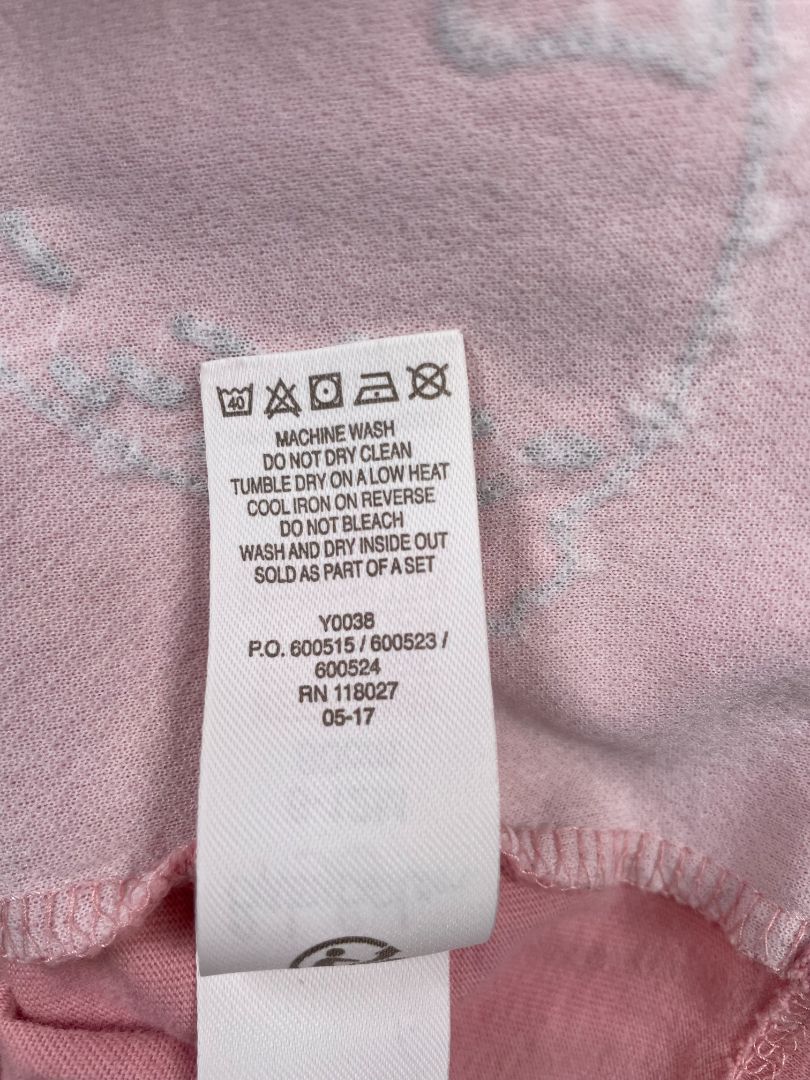 40
MACHINE WASH
DO NOT DRY CLEAN
TUMBLE DRY ON A LOW HEAT
COOL IRON ON REVERSE
DO NOT BLEACH
WASH AND DRY INSIDE OUT
SOLD AS PART OF A SET
Y0038
P.O. 600515 / 600523 /
600524
RN 118027
05-17